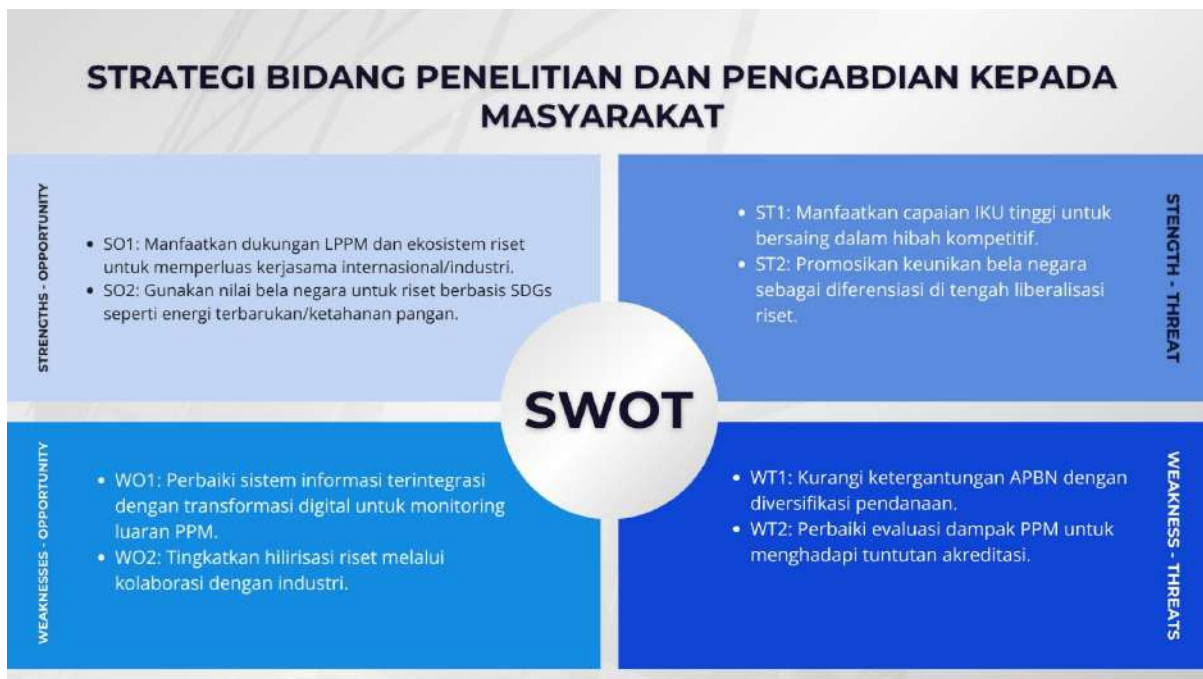 STRATEGI BIDANG PENELITIAN DAN PENGABDIAN KEPADA
MASYARAKAT
STRENGTHS - OPPORTUNITY
• SO1: Manfaatkan dukungan LPPM dan ekosistem riset
untuk memperluas kerjasama internasional/industri.
• SO2: Gunakan nilai bela negara untuk riset berbasis SDGs
seperti energi terbarukan/ketahanan pangan.
• ST1: Manfaatkan capaian IKU tinggi untuk
bersaing dalam hibah kompetitif.
• ST2: Promosikan keunikan bela negara
sebagai diferensiasi di tengah liberalisasi
riset.
STENGTH - THREAT
SWOT
WEAKNESSES - OPPORTUNITY
• WO1: Perbaiki sistem informasi terintegrasi
dengan transformasi digital untuk monitoring
luaran PPM.
• WO2: Tingkatkan hilirisasi riset melalui
kolaborasi dengan industri.
• WT1: Kurangi ketergantungan APBN dengan
diversifikasi pendanaan.
• WT2: Perbaiki evaluasi dampak PPM untuk
menghadapi tuntutan akreditasi.
WEAKNESS - THREATS